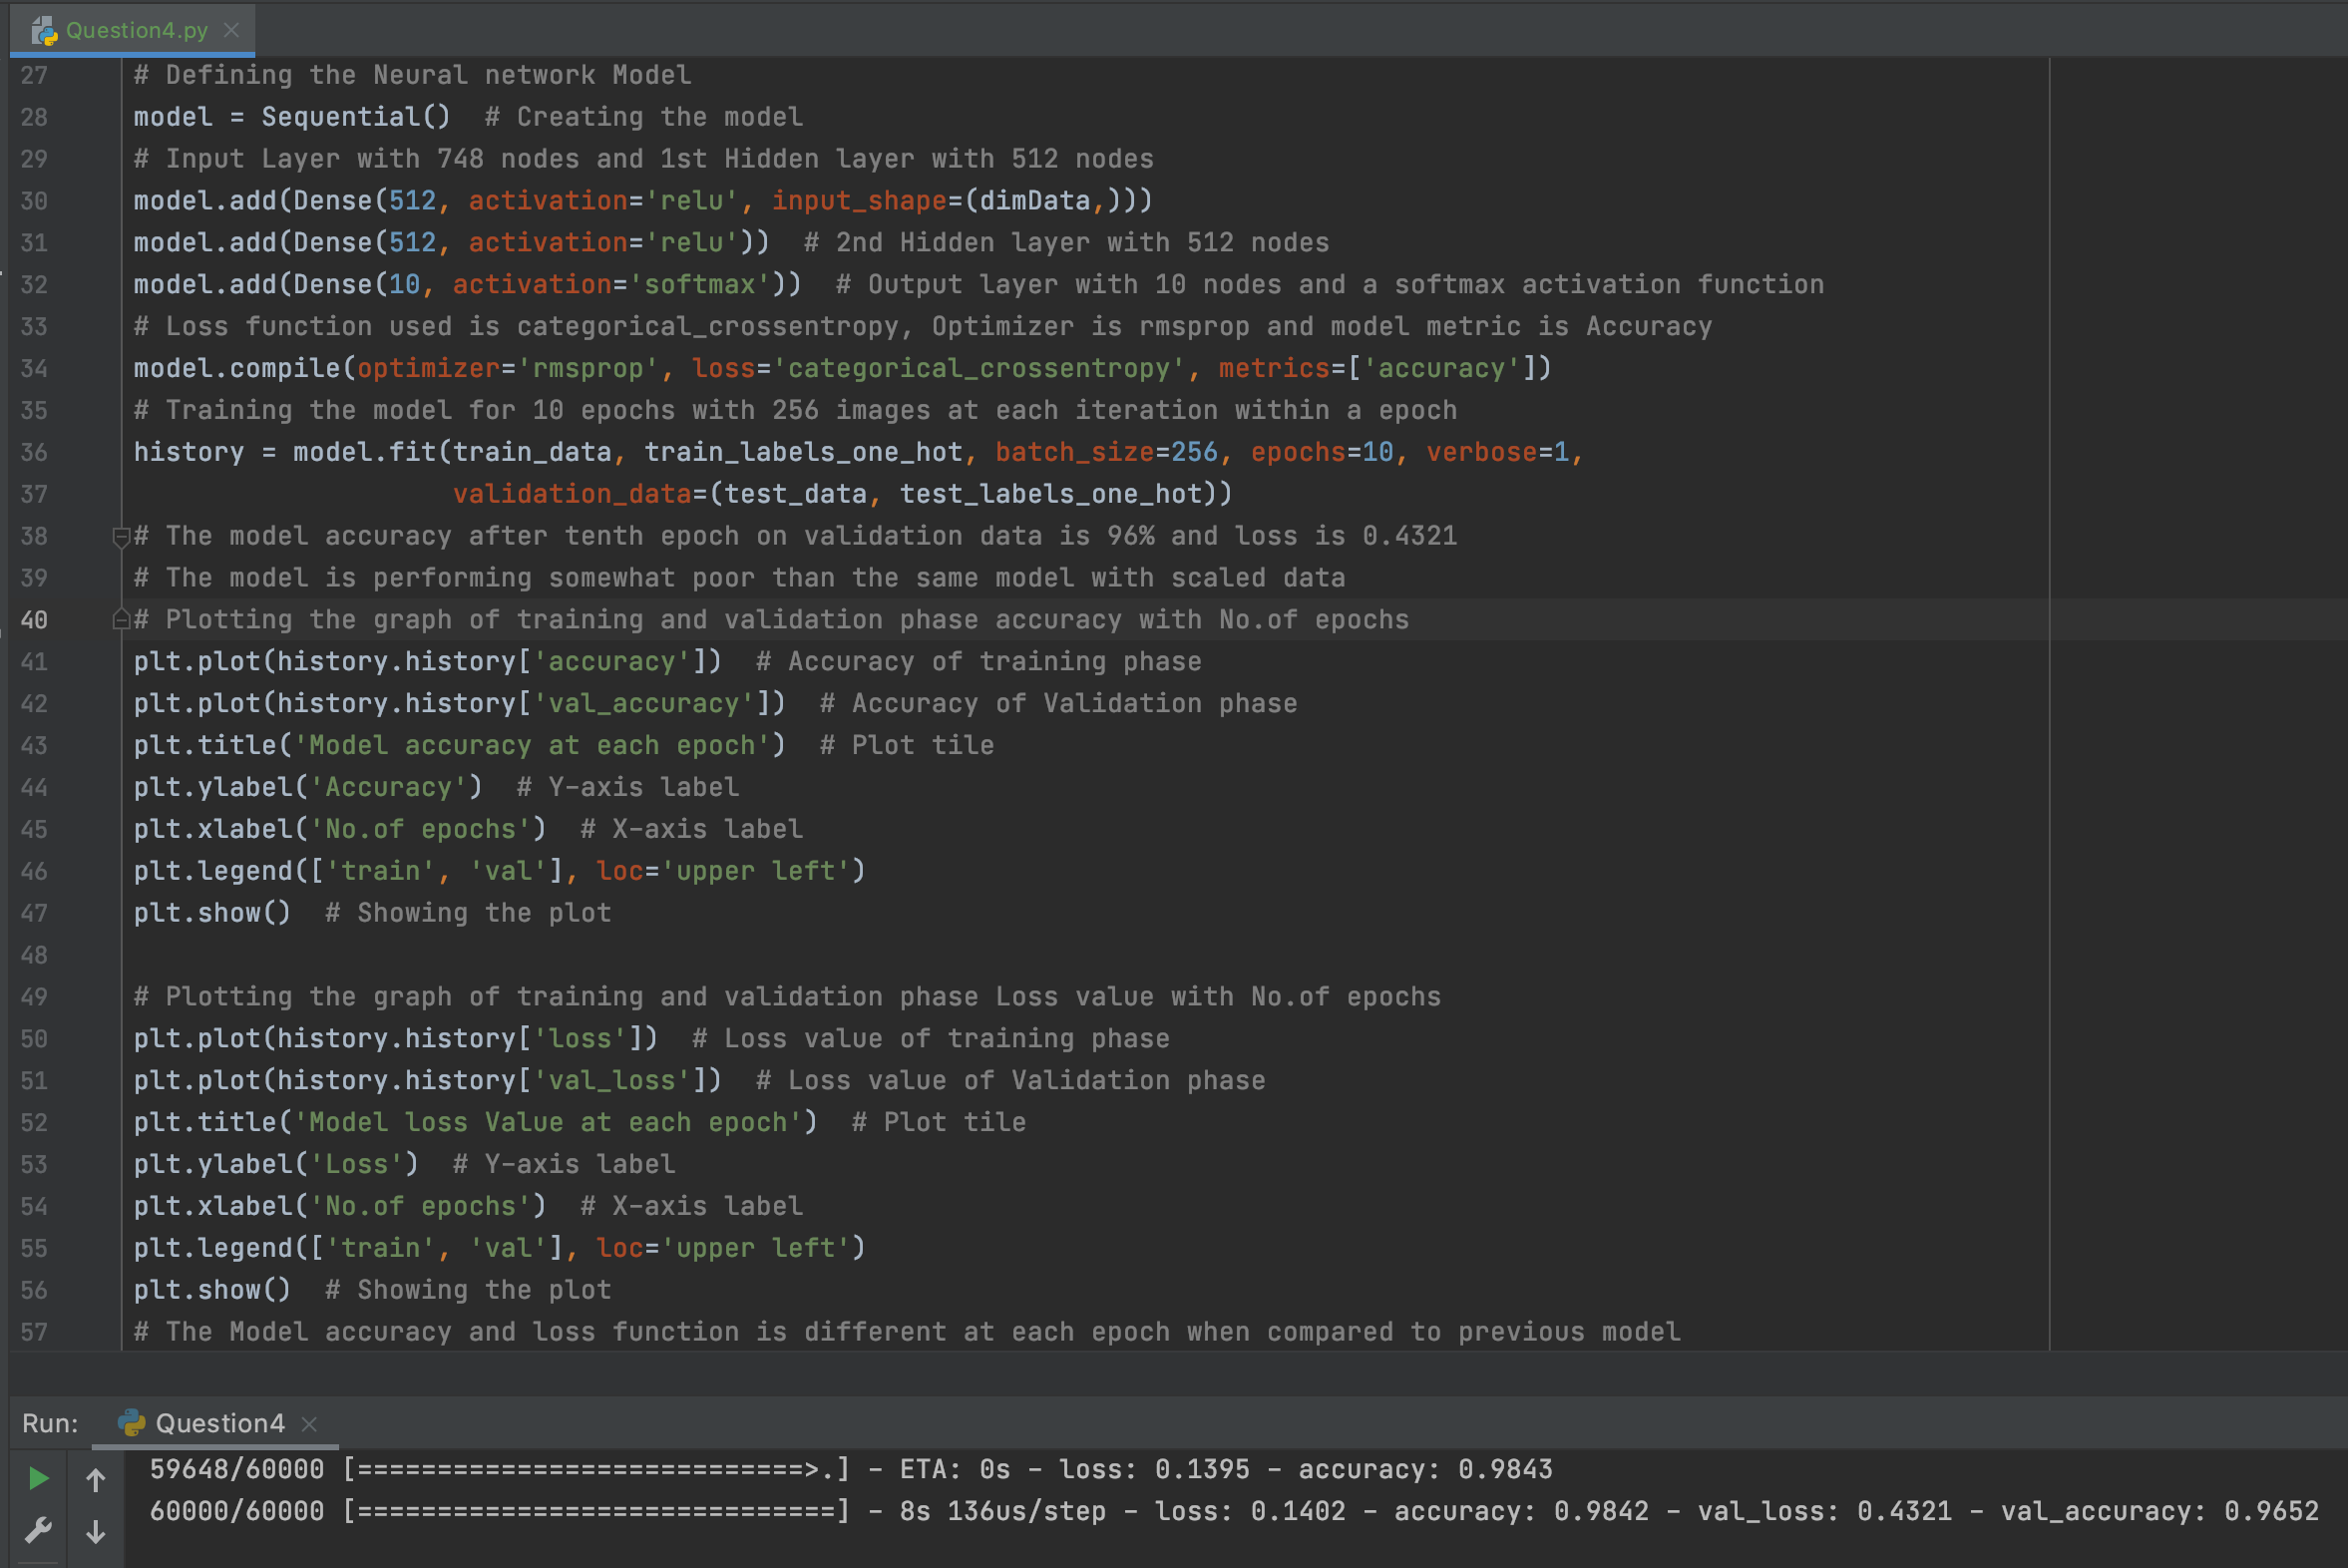 Question4.py
27 # Defining the Neural network Model
28 model = Sequential()  # Creating the model
29 # Input Layer with 748 nodes and 1st Hidden layer with 512 nodes
30 model.add(Dense(512, activation='relu', input_shape=(dimData,)))
31 model.add(Dense(512, activation='relu'))  # 2nd Hidden layer with 512 nodes
32 model.add(Dense(10, activation='softmax'))  # Output layer with 10 nodes and a softmax activation function
33 # Loss function used is categorical_crossentropy, Optimizer is rmsprop and model metric is Accuracy
34 model.compile(optimizer='rmsprop', loss='categorical_crossentropy', metrics=['accuracy'])
35 # Training the model for 10 epochs with 256 images at each iteration within a epoch
36 history = model.fit(train_data, train_labels_one_hot, batch_size=256, epochs=10, verbose=1,
37                     validation_data=(test_data, test_labels_one_hot))
38 # The model accuracy after tenth epoch on validation data is 96% and loss is 0.4321
39 # The model is performing somewhat poor than the same model with scaled data
40 # Plotting the graph of training and validation phase accuracy with No.of epochs
41 plt.plot(history.history['accuracy'])  # Accuracy of training phase
42 plt.plot(history.history['val_accuracy'])  # Accuracy of Validation phase
43 plt.title('Model accuracy at each epoch')  # Plot tile
44 plt.ylabel('Accuracy')  # Y-axis label
45 plt.xlabel('No.of epochs')  # X-axis label
46 plt.legend(['train', 'val'], loc='upper left')
47 plt.show()  # Showing the plot
48
49 # Plotting the graph of training and validation phase Loss value with No.of epochs
50 plt.plot(history.history['loss'])  # Loss value of training phase
51 plt.plot(history.history['val_loss'])  # Loss value of Validation phase
52 plt.title('Model loss Value at each epoch')  # Plot tile
53 plt.ylabel('Loss')  # Y-axis label
54 plt.xlabel('No.of epochs')  # X-axis label
55 plt.legend(['train', 'val'], loc='upper left')
56 plt.show()  # Showing the plot
57 # The Model accuracy and loss function is different at each epoch when compared to previous model
Run: Question4
59648/60000 [============================>.] - ETA: 0s - loss: 0.1395 - accuracy: 0.9843
60000/60000 [==============================] - 8s 136us/step - loss: 0.1402 - accuracy: 0.9842 - val_loss: 0.4321 - val_accuracy: 0.9652